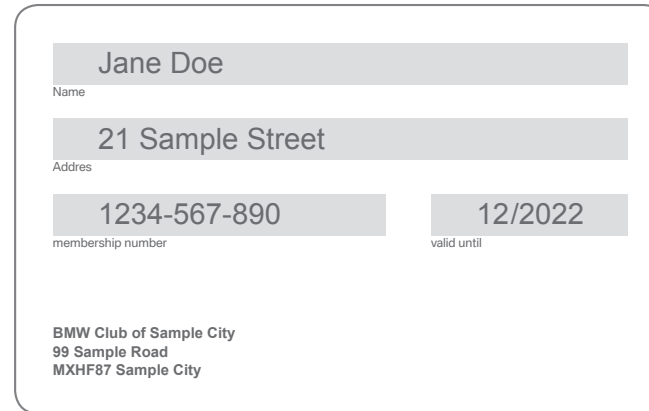 Jane Doe
Name
21 Sample Street
Addres
1234-567-890 12/2022
membership number valid until
BMW Club of Sample City
99 Sample Road
MXHF87 Sample City